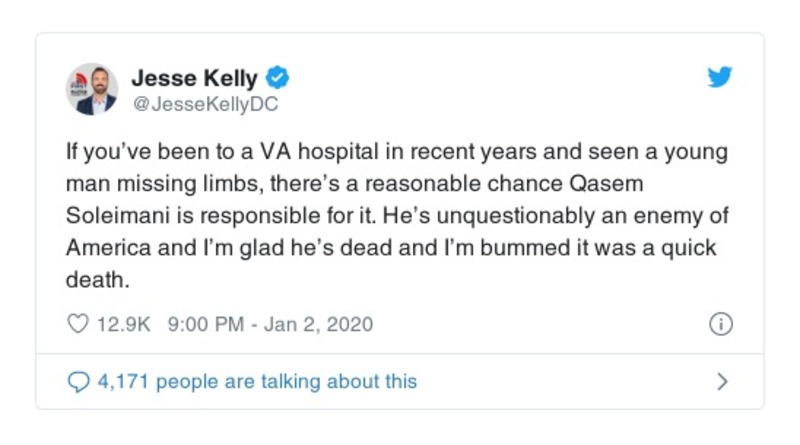 Jesse Kelly
@JesseKellyDC
If you’ve been to a VA hospital in recent years and seen a young
man missing limbs, there’s a reasonable chance Qasem
Soleimani is responsible for it. He’s unquestionably an enemy of
America and I’m glad he’s dead and I’m bummed it was a quick
death.
12.9K 9:00 PM - Jan 2, 2020
4,171 people are talking about this